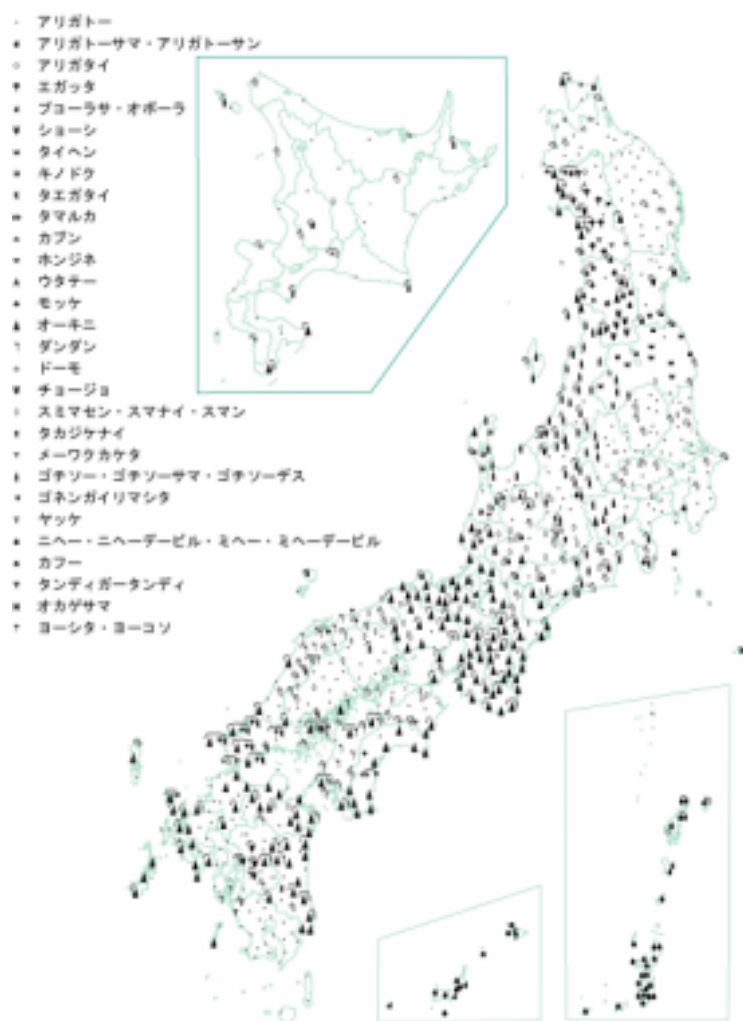 アリガトー
アリガトーサマ・アリガトーサン
アリガタイ
エガッタ
ブコーラサ・オボーラ
ショーシ
タイヘン
キノドク
タエガタイ
タマルカ
カブン
ホンジネ
ウタテー
モッケ
オーキニ
ダンダン
ドーモ
チョージョ
スミマセン・スマナイ・スマン
タカジケナイ
メーワクカケタ
ゴチソー・ゴチソーサマ・ゴチソーデス
ゴネンガイリマシタ
ヤッケ
ニヘー・ニヘーデービル・ミヘー・ミヘーデービル
カフー
タンディガータンディ
オカゲサマ
ヨーシタ・ヨーコソ